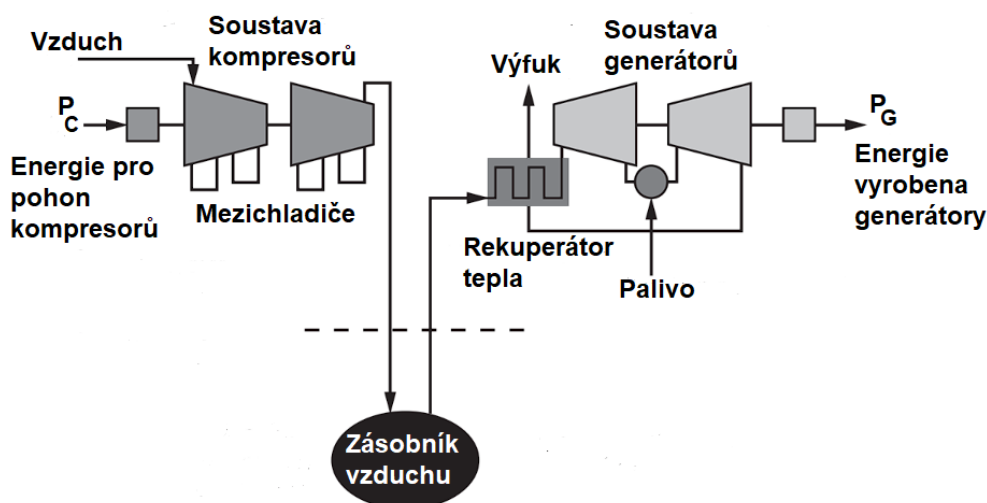 Vzduch
Soustava
kompresorů
P
C
Energie pro
pohon
kompresorů
Mezichladiče
Výfuk
Soustava
generátorů
P
G
Energie
vyrobena
generátory
Rekuperátor
tepla
Palivo
Zásobník
vzduchu